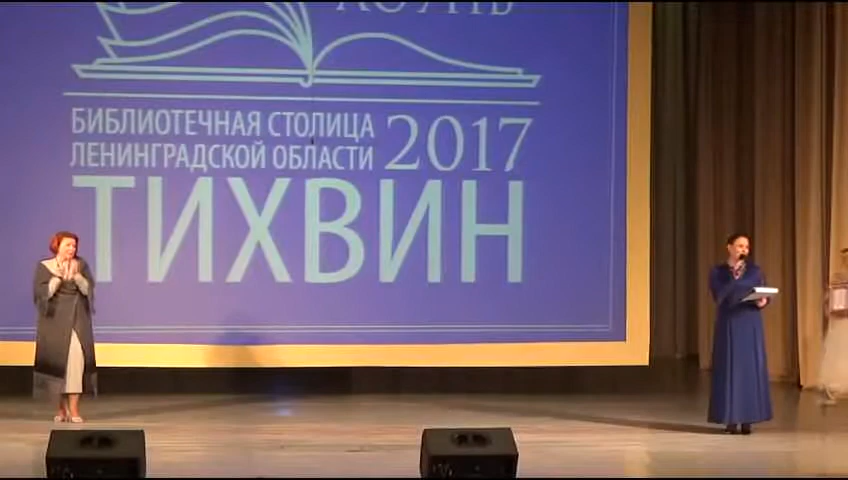 БИБЛИОТЕЧНАЯ СТОЛИЦА
ЛЕНИНГРАДСКОЙ ОБЛАСТИ 2017
ТИХВИН